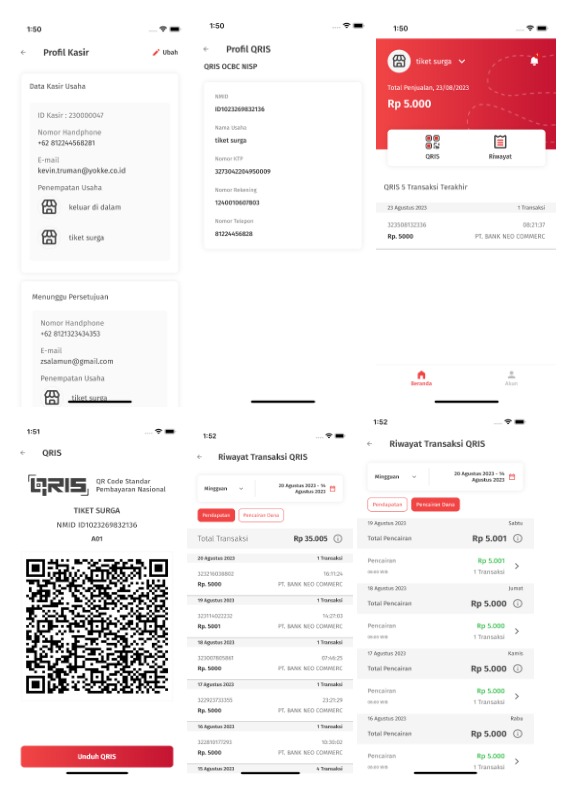 1:50
Profil Kasir
Ubah
Data Kasir Usaha
ID Kasir : 230000047
Nomor Handphone
+62 812244568281
E-mail
kevin.truman@yokke.co.id
Penempatan Usaha
keluar di dalam
tiket surga
Menunggu Persetujuan
Nomor Handphone
+62 8121323434353
E-mail
zsalamun@gmail.com
Penempatan Usaha
tiket surga
1:50
Profil QRIS
QRIS OCBC NISP
NMID
ID1023269832136
Nama Usaha
tiket surga
Nomor KTP
3273042204950009
Nomor Rekening
1240010607803
Nomor Telepon
81224456828
1:50
tiket surga
Total Penjualan, 23/08/2023
Rp 5.000
QRIS
Riwayat
QRIS 5 Transaksi Terakhir
23 Agustus 2023 1 Transaksi
323508132336 08:21:37
Rp. 5000 PT. BANK NEO COMMERC
Beranda
Akun
1:51
QRIS
QRIS
QR Code Standar
Pembayaran Nasional
TIKET SURGA
NMID ID1023269832136
A01
Unduh QRIS
1:52
Riwayat Transaksi QRIS
Mingguan
20 Agustus 2023 - 14
Agustus 2023
Pendapatan
Pencairan Dana
Total Transaksi Rp 35.005
20 Agustus 2023 1 Transaksi
323216038802 16:11:24
Rp. 5000 PT. BANK NEO COMMERC
19 Agustus 2023 1 Transaksi
323114022232 14:27:03
Rp. 5001 PT. BANK NEO COMMERC
18 Agustus 2023 1 Transaksi
323007805841 07:46:25
Rp. 5000 PT. BANK NEO COMMERC
17 Agustus 2023 1 Transaksi
322923733355 23:21:29
Rp. 5000 PT. BANK NEO COMMERC
16 Agustus 2023 1 Transaksi
322810117293 10:30:02
Rp. 5000 PT. BANK NEO COMMERC
15 Agustus 2023 4 Transaksi
1:52
Riwayat Transaksi QRIS
Mingguan
20 Agustus 2023 - 14
Agustus 2023
Pendapatan
Pencairan Dana
19 Agustus 2023 Sabtu
Total Pencairan Rp 5.001
Pencairan Rp 5.001
1 Transaksi
18 Agustus 2023 Jumat
Total Pencairan Rp 5.000
Pencairan Rp 5.000
1 Transaksi
17 Agustus 2023 Kamis
Total Pencairan Rp 5.000
Pencairan Rp 5.000
1 Transaksi
16 Agustus 2023 Rabu
Total Pencairan Rp 5.000
Pencairan Rp 5.000
1 Transaksi